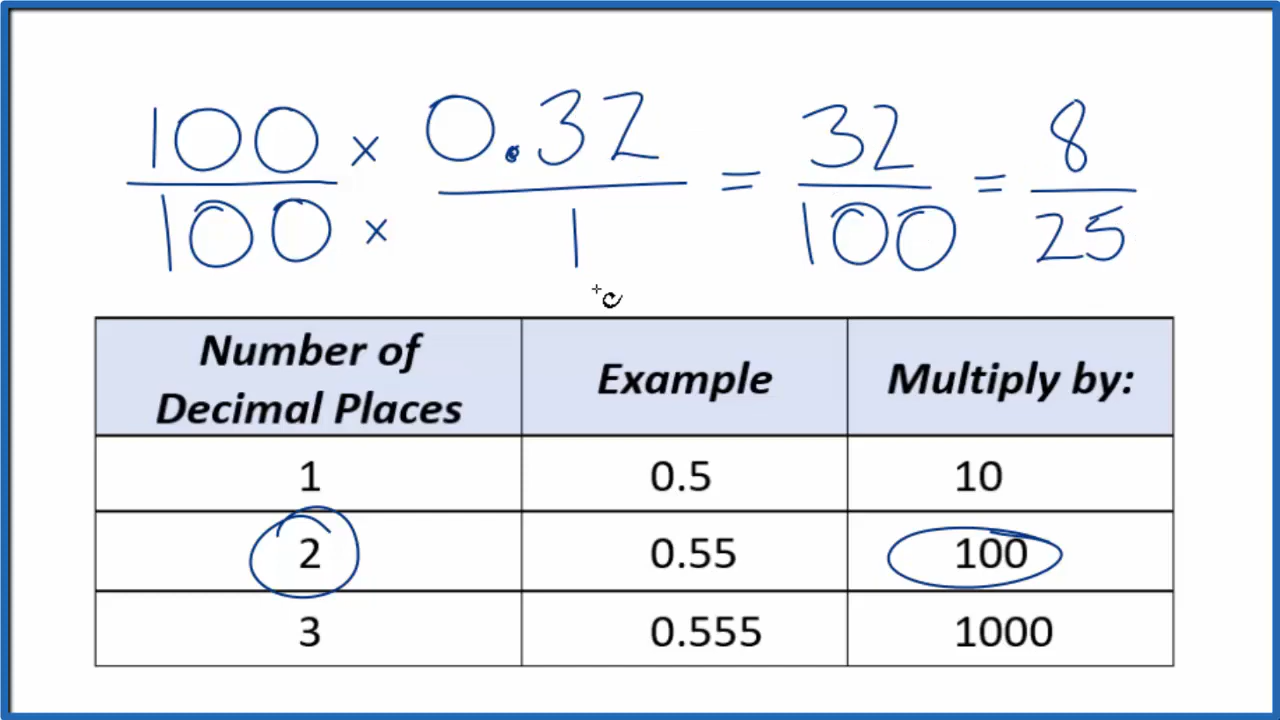 100 × 0.32 = 32 = 8
100 × 1 100 25
Number of Decimal Places Example Multiply by:
1 0.5 10
2 0.55 100
3 0.555 1000